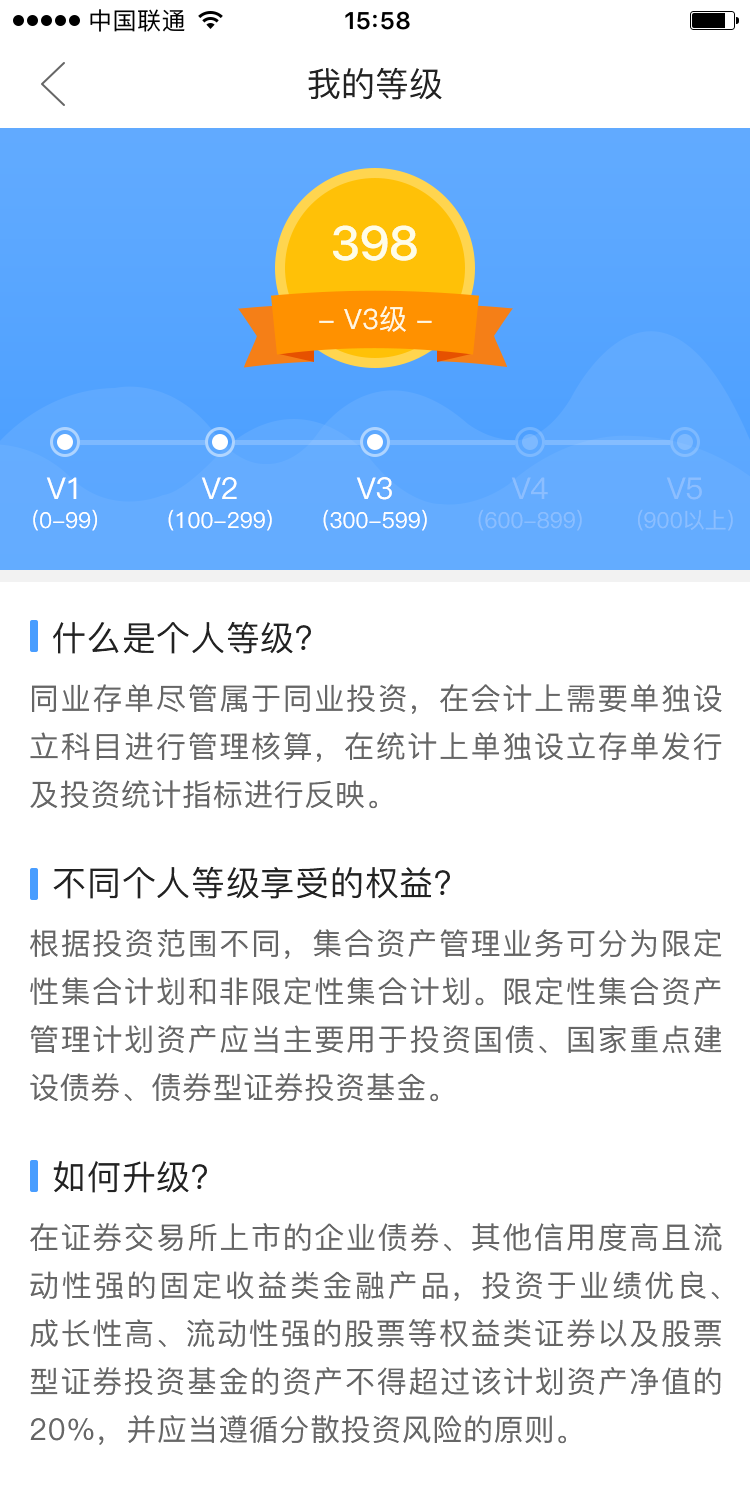 中国联通
15:58
我的等级
398
– V3级 –
V1 V2 V3 V4 V5
(0–99) (100–299) (300–599) (600–899) (900以上)
什么是个人等级?
同业存单尽管属于同业投资，在会计上需要单独设
立科目进行管理核算，在统计上单独设立存单发行
及投资统计指标进行反映。
不同个人等级享受的权益?
根据投资范围不同，集合资产管理业务可分为限定
性集合计划和非限定性集合计划。限定性集合资产
管理计划资产应当主要用于投资国债、国家重点建
设债券、债券型证券投资基金。
如何升级?
在证券交易所上市的企业债券、其他信用度高且流
动性强的固定收益类金融产品，投资于业绩优良、
成长性高、流动性强的股票等权益类证券以及股票
型证券投资基金的资产不得超过该计划资产净值的
20%，并应当遵循分散投资风险的原则。